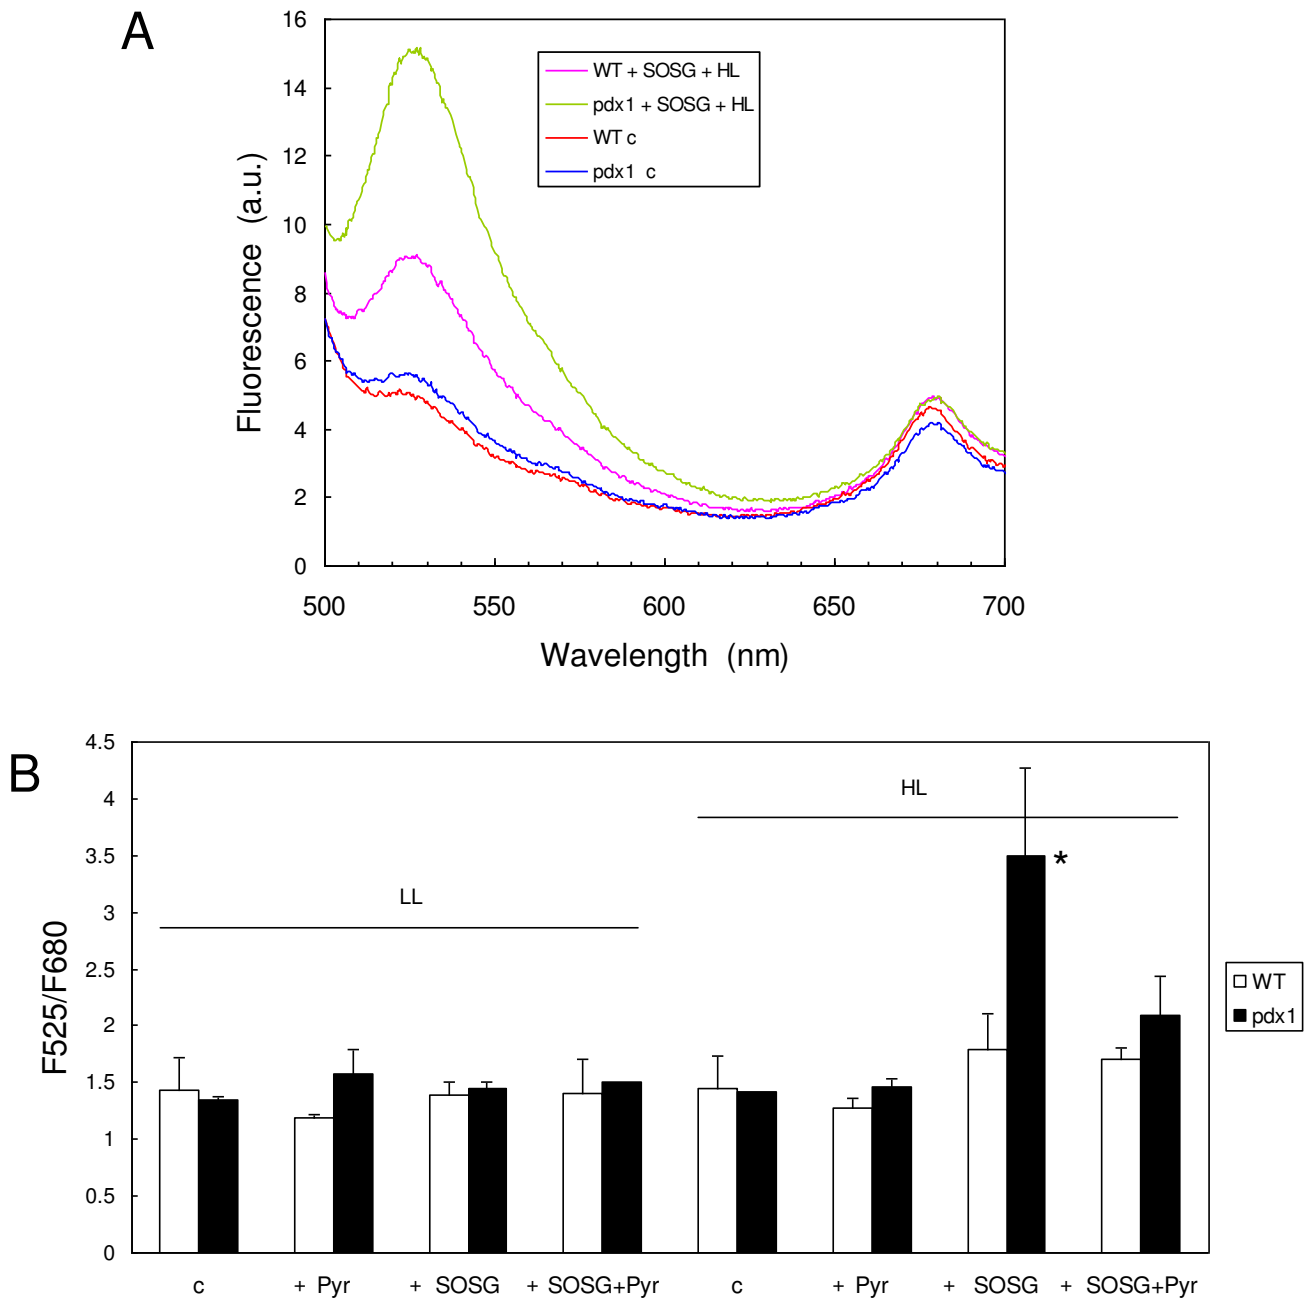 A
16
14
12
10
8
6
4
2
0
Fluorescence (a.u.)
WT + SOSG + HL
pdx1 + SOSG + HL
WT c
pdx1 c
500 550 600 650 700
Wavelength (nm)
B
4.5
4
3.5
3
2.5
2
1.5
1
0.5
0
F525/F680
LL
HL
*
WT
pdx1
c + Pyr + SOSG + SOSG+Pyr c + Pyr + SOSG + SOSG+Pyr